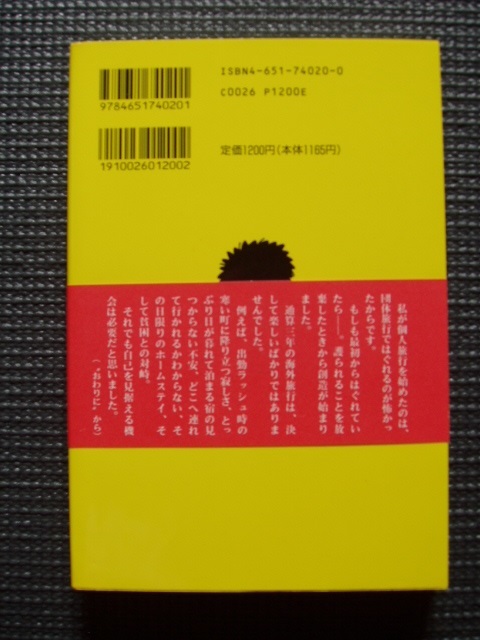 ISBN4-651-74020-0
C0026 P1200E
9784651740201
定価1200円(本体1165円)
1910026012002
私が個人旅行を始めたのは、
団体旅行ではぐれるのが怖かっ
たからです。
もしも最初からはぐれてい
たら――。護られることを放
棄したときから創造が始まり
ました。
通算三年の海外旅行は、決
して楽しいばかりではありま
せんでした。
例えば、出勤ラッシュ時の
寒い町に降り立つ寂しさ、とっ
ぷり日が暮れて泊まる宿の見
つからない不安、どこへ連れ
て行かれるかわからない、そ
の日限りのホームステイ、そ
して貧困との対峙。
それでも自己を見据える機
会は必要だと思いました。
(“おわりに”から)